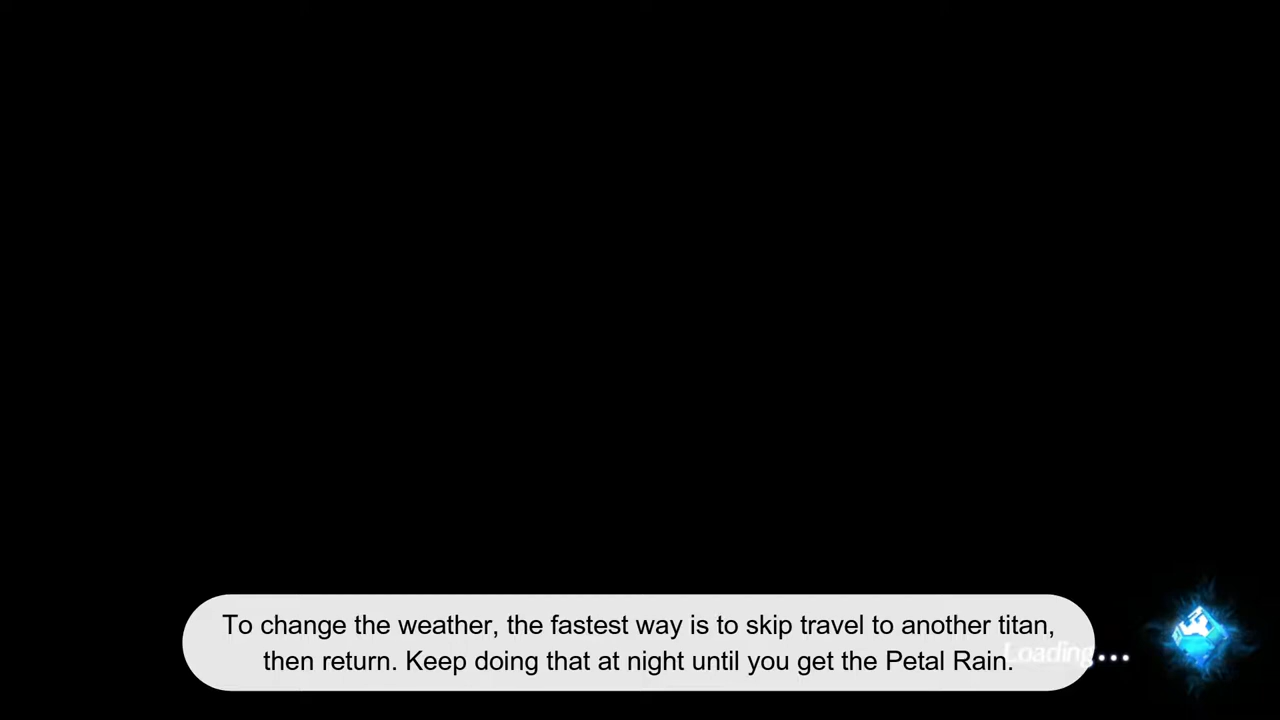 To change the weather, the fastest way is to skip travel to another titan,
then return. Keep doing that at night until you get the Petal Rain.
Loading...